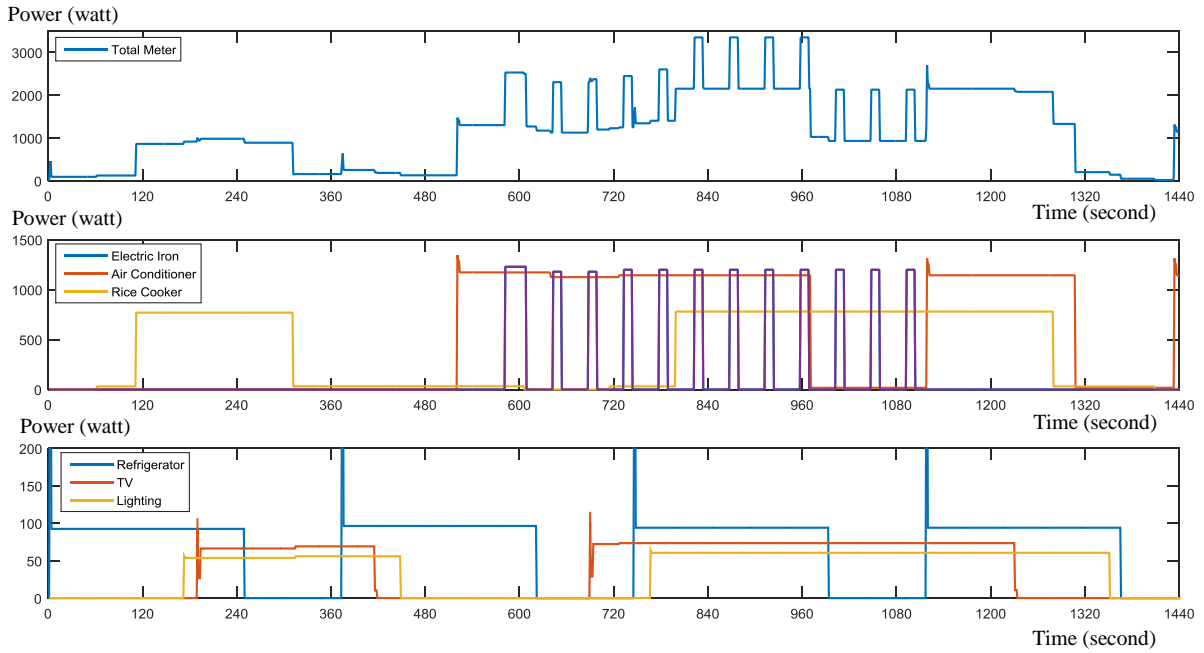 Power (watt)
Total Meter
3000
2000
1000
0
0 120 240 360 480 600 720 840 960 1080 1200 1320 1440
Time (second)
Power (watt)
Electric Iron
Air Conditioner
Rice Cooker
1500
1000
500
0
0 120 240 360 480 600 720 840 960 1080 1200 1320 1440
Time (second)
Power (watt)
Refrigerator
TV
Lighting
200
150
100
50
0
0 120 240 360 480 600 720 840 960 1080 1200 1320 1440
Time (second)